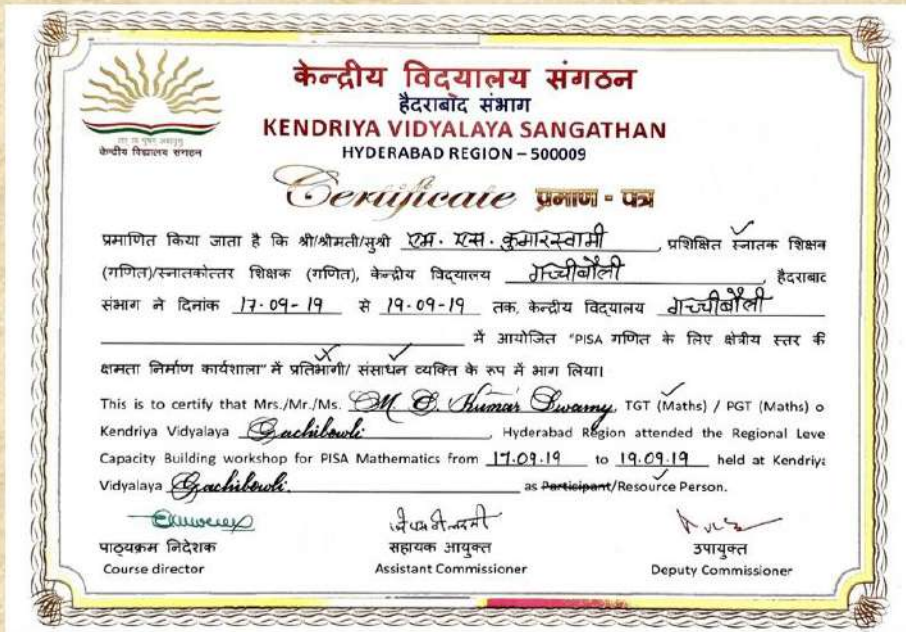 केन्द्रीय विद्यालय संगठन
हैदराबाद संभाग
KENDRIYA VIDYALAYA SANGATHAN
HYDERABAD REGION – 500009
केन्द्रीय विद्यालय संगठन
Certificate प्रमाण - पत्र
प्रमाणित किया जाता है कि श्री/श्रीमती/सुश्री एम. एस. कुमारस्वामी, प्रशिक्षित स्नातक शिक्षक
(गणित)/स्नातकोत्तर शिक्षक (गणित), केन्द्रीय विद्यालय गच्चीबौली, हैदराबाद
संभाग ने दिनांक 17-09-19 से 19-09-19 तक, केन्द्रीय विद्यालय गच्चीबौली
में आयोजित "PISA गणित के लिए क्षेत्रीय स्तर की
क्षमता निर्माण कार्यशाला" में प्रतिभागी/ संसाधन व्यक्ति के रूप में भाग लिया।
This is to certify that Mrs./Mr./Ms. M. S. Kumar Swamy, TGT (Maths) / PGT (Maths) o
Kendriya Vidyalaya Gachibowli, Hyderabad Region attended the Regional Leve
Capacity Building workshop for PISA Mathematics from 17.09.19 to 19.09.19 held at Kendriya
Vidyalaya Gachibowli. as Participant/Resource Person.
पाठ्यक्रम निदेशक सहायक आयुक्त उपायुक्त
Course director Assistant Commissioner Deputy Commissioner